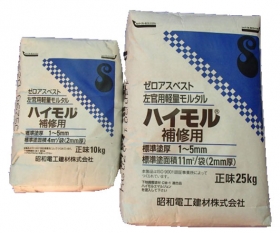 ゼロアスベスト
左官用軽量モルタル
ハイモル
補修用
標準塗厚 1〜5mm
標準塗面積4m²/袋(2mm厚)
正味10kg
昭和電工建材株式会社
ゼロアスベスト
左官用軽量モルタル
ハイモル
補修用
標準塗厚 1〜5mm
標準塗面積11m²/袋(2mm厚)
正味25kg
昭和電工建材株式会社